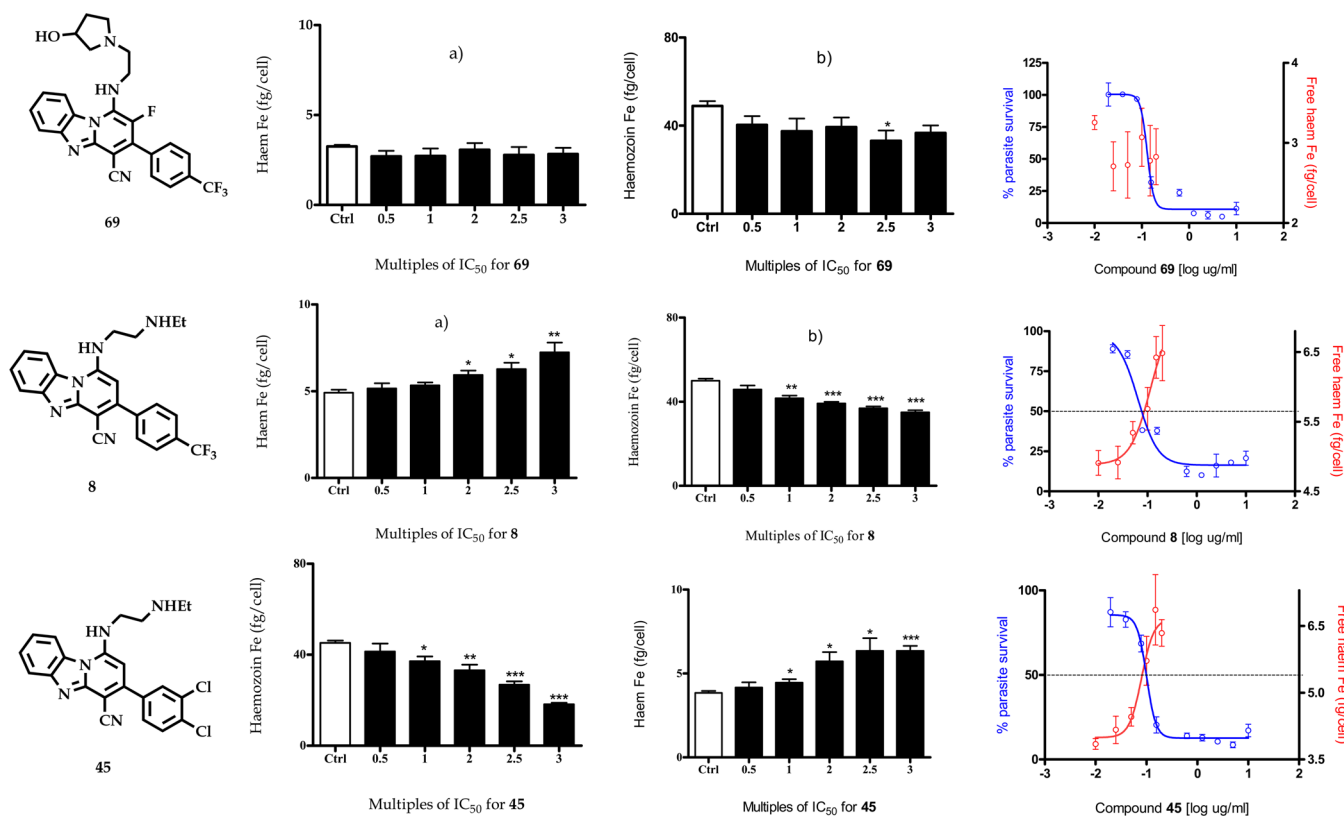 HO
N
HN
F
N
N
CN
CF3
69
Haem Fe (fg/cell)
10
5
0
a)
Ctrl 0.5 1 2 2.5 3
Multiples of IC50 for 69
Haemozoin Fe (fg/cell)
80
40
0
b)
*
Ctrl 0.5 1 2 2.5 3
Multiples of IC50 for 69
% parasite survival
125
100
75
50
25
0
Free haem Fe (fg/cell)
4
3
2
-3 -2 -1 0 1 2
Compound 69 [log ug/ml]
NHEt
HN
N
N
CN
CF3
8
Haem Fe (fg/cell)
10
5
0
a)
* * **
Ctrl 0.5 1 2 2.5 3
Multiples of IC50 for 8
Haemozoin Fe (fg/cell)
80
40
0
b)
** *** *** ***
Ctrl 0.5 1 2 2.5 3
Multiples of IC50 for 8
% parasite survival
100
75
50
25
0
Free haem Fe (fg/cell)
6.5
5.5
4.5
-3 -2 -1 0 1 2
Compound 8 [log ug/ml]
NHEt
HN
N
N
CN
Cl
Cl
45
Haemozoin Fe (fg/cell)
80
40
0
* ** *** ***
Ctrl 0.5 1 2 2.5 3
Multiples of IC50 for 45
Haem Fe (fg/cell)
10
5
0
* * * ***
Ctrl 0.5 1 2 2.5 3
Multiples of IC50 for 45
% parasite survival
100
50
0
Free haem Fe (fg/cell)
6.5
5.0
3.5
-3 -2 -1 0 1 2
Compound 45 [log ug/ml]